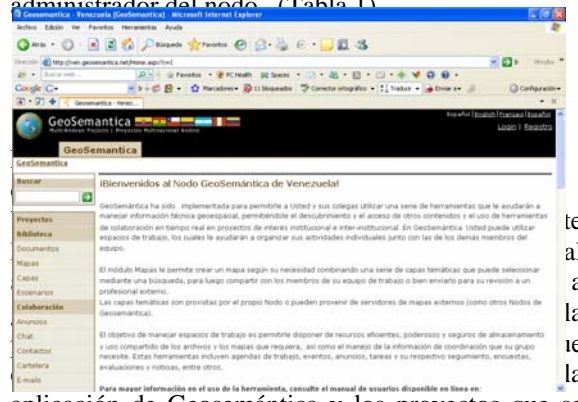 administrador del nodo. (Tabla 1)
Geosemantica - Venezuela (GeoSemantica) - Microsoft Internet Explorer
Archivo Edición Ver Favoritos Herramientas Ayuda
Atrás Búsqueda Favoritos
Dirección http://ven.geosemantica.net/Home.aspx?cx=1 Ir Vínculos
Favorites PC Health Spaces
Google Marcadores 11 bloqueados Corrector ortográfico Traducir Enviar a Configuración
Geosemantica - Venez...
GeoSemantica
Multi-Andean Projects | Proyectos Multinacional Andino
Español | English | Français | Español
Login | Registro
GeoSemantica
GeoSemantica
Buscar
Proyectos
Biblioteca
Documentos
Mapas
Capas
Escenarios
Colaboración
Anuncios
Chat
Contactos
Cartelera
E-mails
¡Bienvenidos al Nodo GeoSemántica de Venezuela!
GeoSemántica ha sido implementada para permitirle a Usted y sus colegas utilizar una serie de herramientas que le ayudarán a
manejar información técnica geoespacial, permitiéndole el descubrimiento y el acceso de otros contenidos y el uso de herramientas
de colaboración en tiempo real en proyectos de interés institucional e inter-institucional. En GeoSemántica Usted puede utilizar
espacios de trabajo, los cuales le ayudarán a organizar sus actividades individuales junto con las de los demás miembros del
equipo.
El módulo Mapas le permite crear un mapa según su necesidad combinando una serie de capas temáticas que puede seleccionar
mediante una búsqueda, para luego compartir con los miembros de su equipo de trabajo o bien enviarlo para su revisión a un
profesional externo.
Las capas temáticas son provistas por el propio Nodo o pueden provenir de servidores de mapas externos (como otros Nodos de
Geosemántica).
El objetivo de manejar espacios de trabajo es permitirle disponer de recursos eficientes, poderosos y seguros de almacenamiento
y uso compartido de los archivos y los mapas que requiera, asi como el manejo de la información de coordinación que su grupo
necesite. Estas herramientas incluyen agendas de trabajo, eventos, anuncios, tareas y su respectivo seguimiento, encuestas,
evaluaciones y noticias, entre otros.
Para mayor información en el uso de la herramienta, consulte el manual de usuarios disponible en línea en:
aplicación de Geosemántica y los proyectos que se